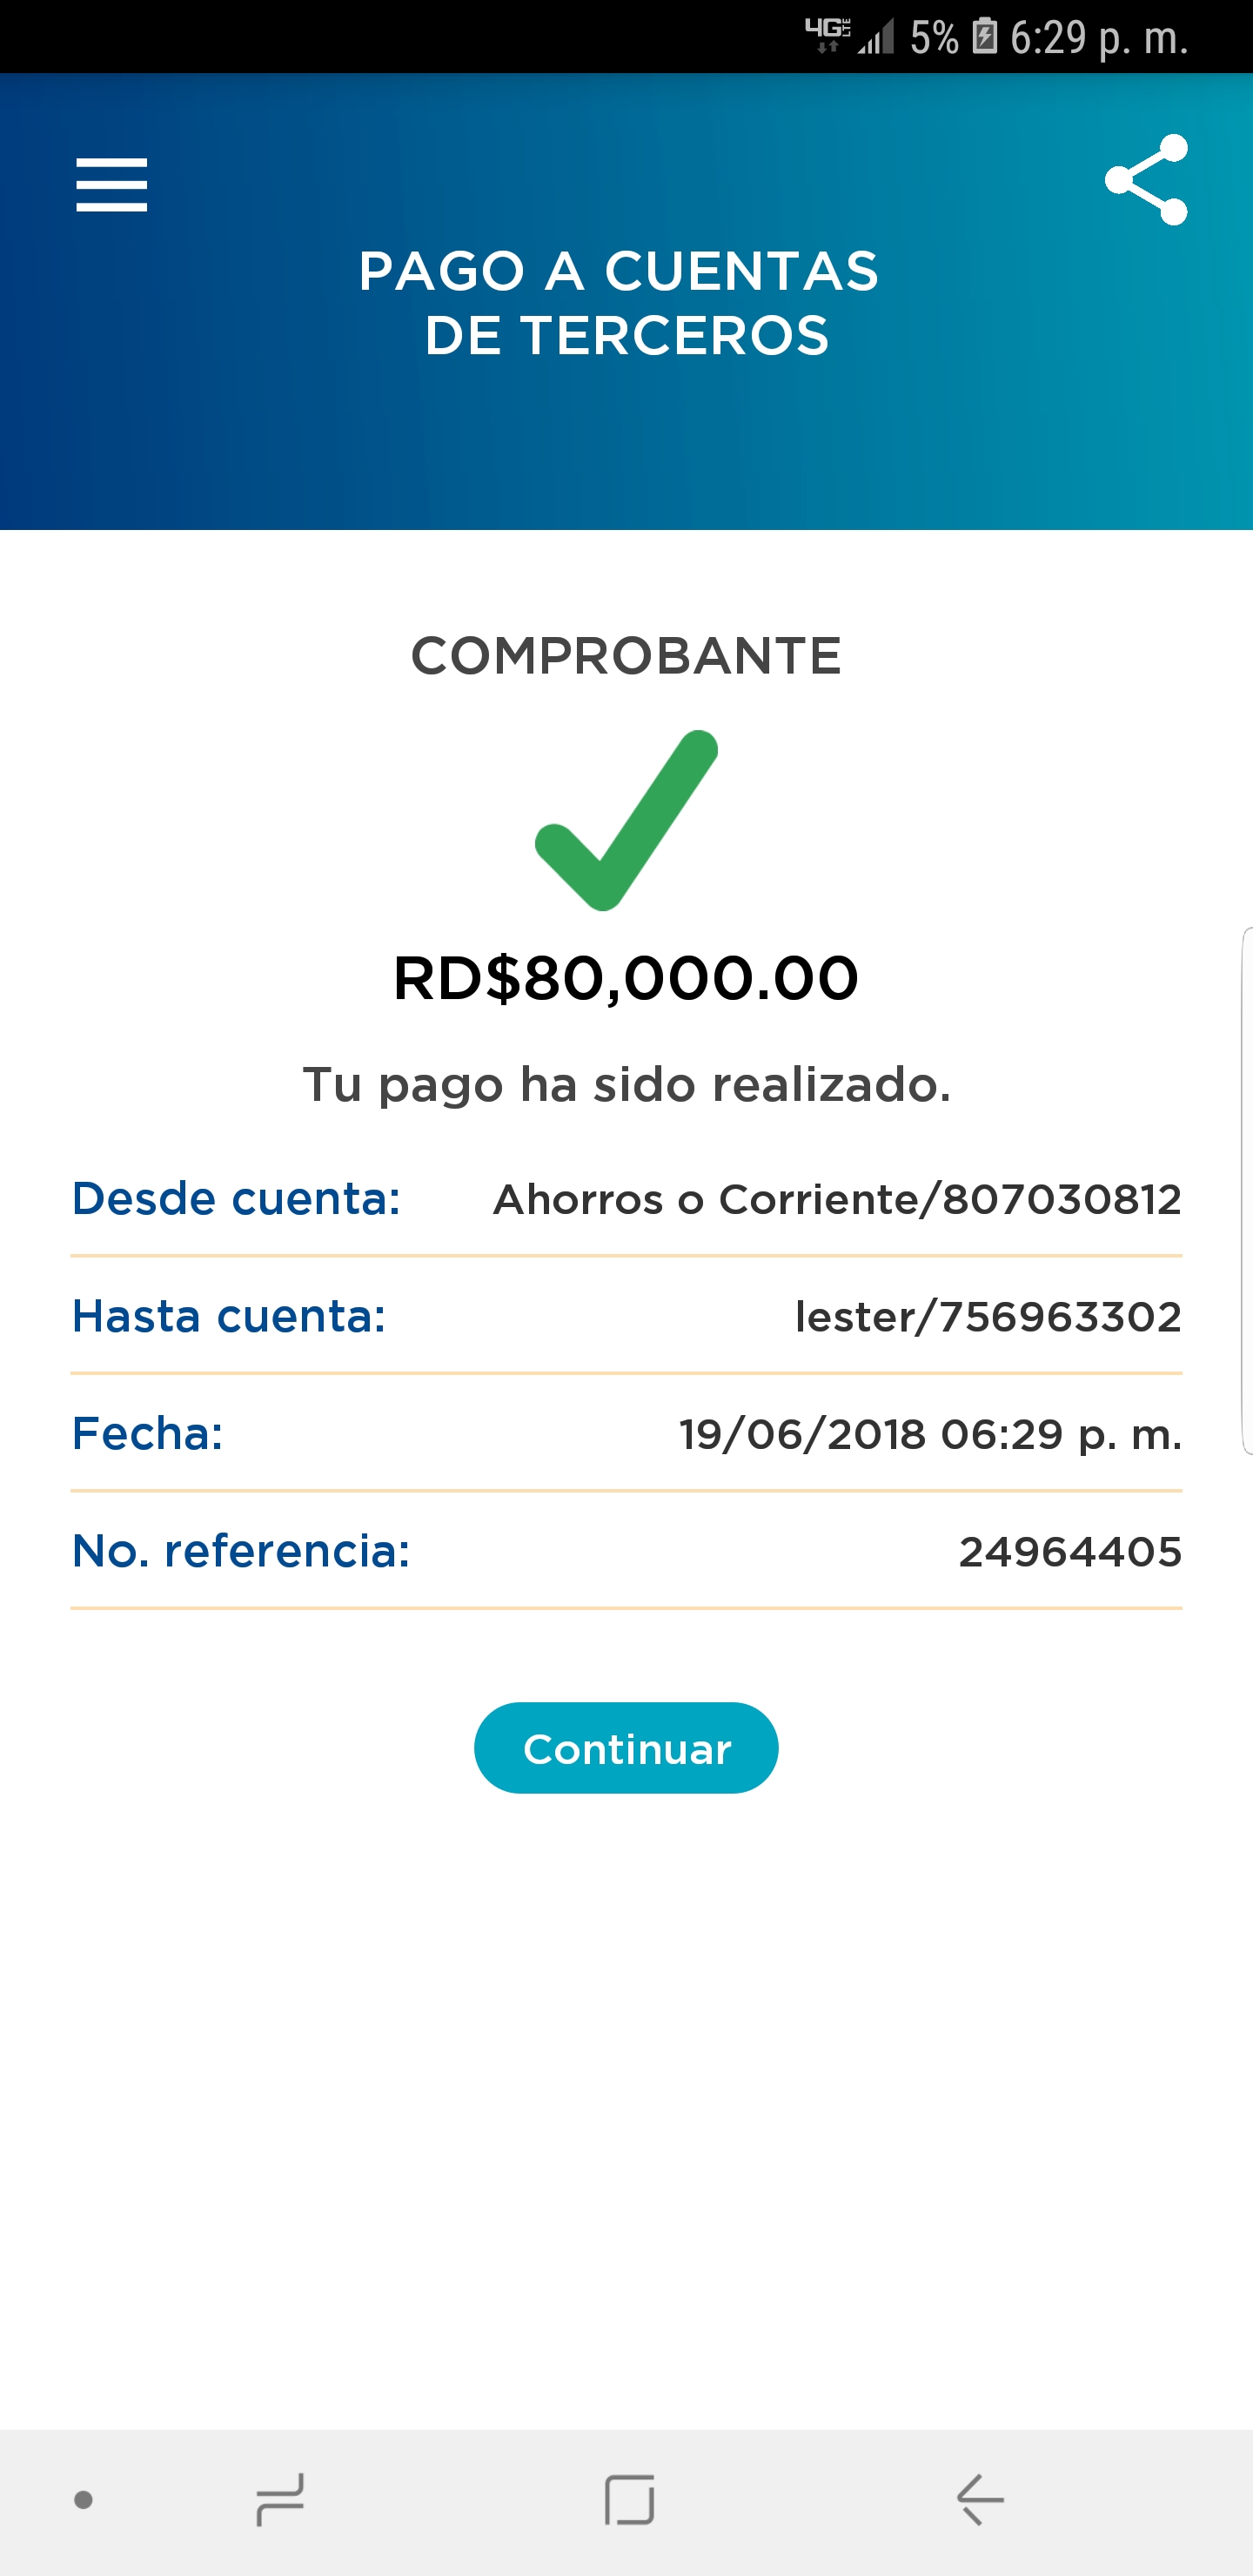 4G LTE 5% 6:29 p. m.
PAGO A CUENTAS
DE TERCEROS
COMPROBANTE
RD$80,000.00
Tu pago ha sido realizado.
Desde cuenta: Ahorros o Corriente/807030812
Hasta cuenta: lester/756963302
Fecha: 19/06/2018 06:29 p. m.
No. referencia: 24964405
Continuar